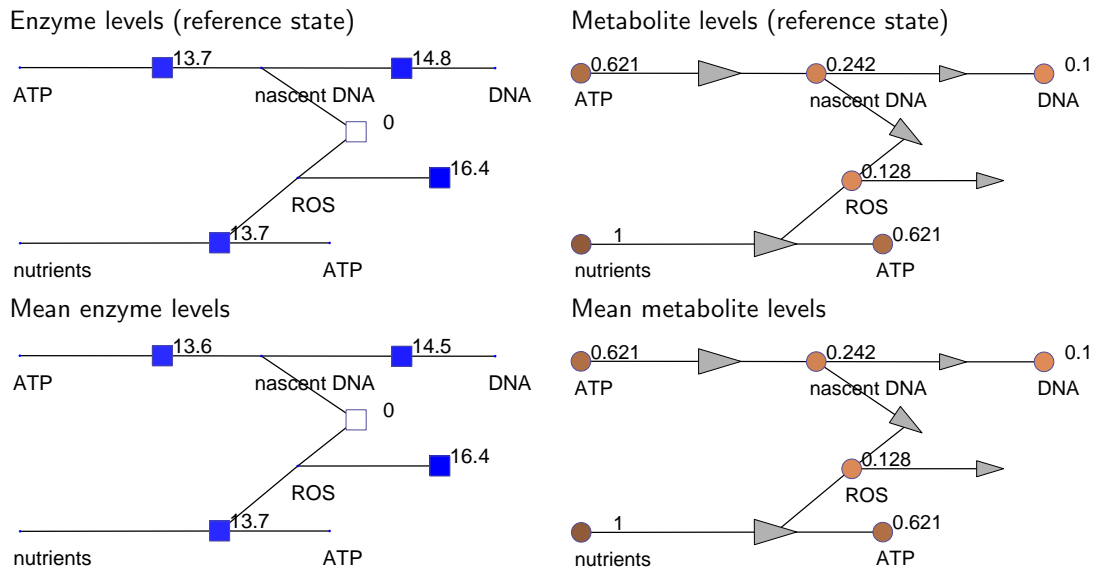 Enzyme levels (reference state)
13.7
14.8
ATP
nascent DNA
DNA
0
16.4
ROS
13.7
nutrients
ATP
Metabolite levels (reference state)
0.621
0.242
0.1
ATP
nascent DNA
DNA
0.128
ROS
1
0.621
nutrients
ATP
Mean enzyme levels
13.6
14.5
ATP
nascent DNA
DNA
0
16.4
ROS
13.7
nutrients
ATP
Mean metabolite levels
0.621
0.242
0.1
ATP
nascent DNA
DNA
0.128
ROS
1
0.621
nutrients
ATP